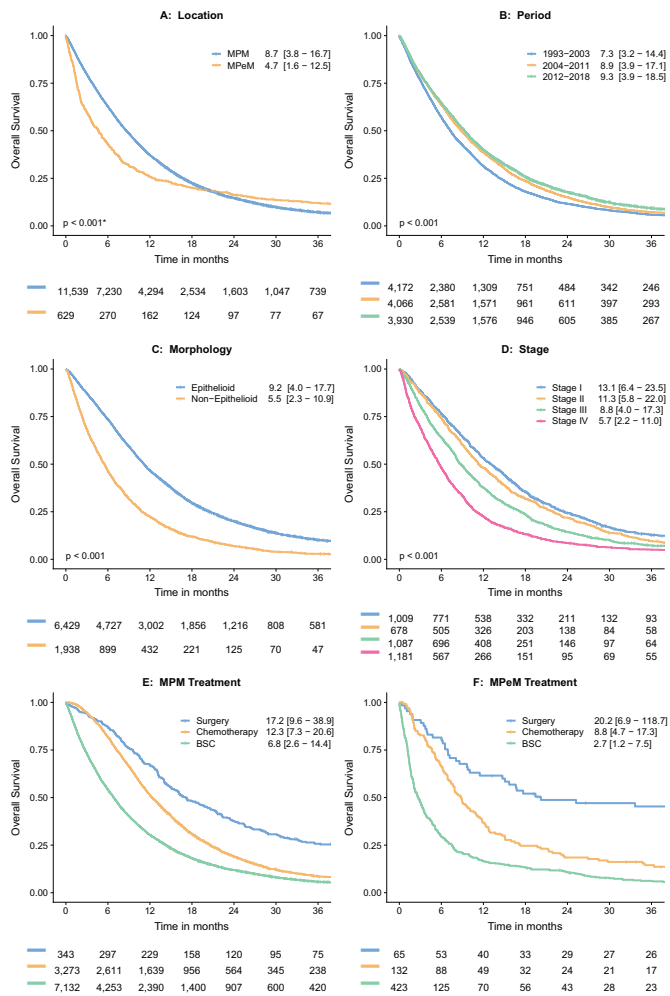 A: Location
MPM 8.7 [3.8 − 16.7]
MPeM 4.7 [1.6 − 12.5]
Overall Survival
1.00
0.75
0.50
0.25
0.00
p < 0.001*
0 6 12 18 24 30 36
Time in months
11,539 7,230 4,294 2,534 1,603 1,047 739
629 270 162 124 97 77 67
B: Period
1993−2003 7.3 [3.2 − 14.4]
2004−2011 8.9 [3.9 − 17.1]
2012−2018 9.3 [3.9 − 18.5]
Overall Survival
1.00
0.75
0.50
0.25
0.00
p < 0.001
0 6 12 18 24 30 36
Time in months
4,172 2,380 1,309 751 484 342 246
4,066 2,581 1,571 961 611 397 293
3,930 2,539 1,576 946 605 385 267
C: Morphology
Epithelioid 9.2 [4.0 − 17.7]
Non−Epithelioid 5.5 [2.3 − 10.9]
Overall Survival
1.00
0.75
0.50
0.25
0.00
p < 0.001
0 6 12 18 24 30 36
Time in months
6,429 4,727 3,002 1,856 1,216 808 581
1,938 899 432 221 125 70 47
D: Stage
Stage I 13.1 [6.4 − 23.5]
Stage II 11.3 [5.8 − 22.0]
Stage III 8.8 [4.0 − 17.3]
Stage IV 5.7 [2.2 − 11.0]
Overall Survival
1.00
0.75
0.50
0.25
0.00
p < 0.001
0 6 12 18 24 30 36
Time in months
1,009 771 538 332 211 132 93
678 505 326 203 138 84 58
1,087 696 408 251 146 97 64
1,181 567 266 151 95 69 55
E: MPM Treatment
Surgery 17.2 [9.6 − 38.9]
Chemotherapy 12.3 [7.3 − 20.6]
BSC 6.8 [2.6 − 14.4]
Overall Survival
1.00
0.75
0.50
0.25
0.00
0 6 12 18 24 30 36
Time in months
343 297 229 158 120 95 75
3,273 2,611 1,639 956 564 345 238
7,132 4,253 2,390 1,400 907 600 420
F: MPeM Treatment
Surgery 20.2 [6.9 − 118.7]
Chemotherapy 8.8 [4.7 − 17.3]
BSC 2.7 [1.2 − 7.5]
Overall Survival
1.00
0.75
0.50
0.25
0.00
0 6 12 18 24 30 36
Time in months
65 53 40 33 29 27 26
132 88 49 32 24 21 17
423 125 70 56 43 28 23